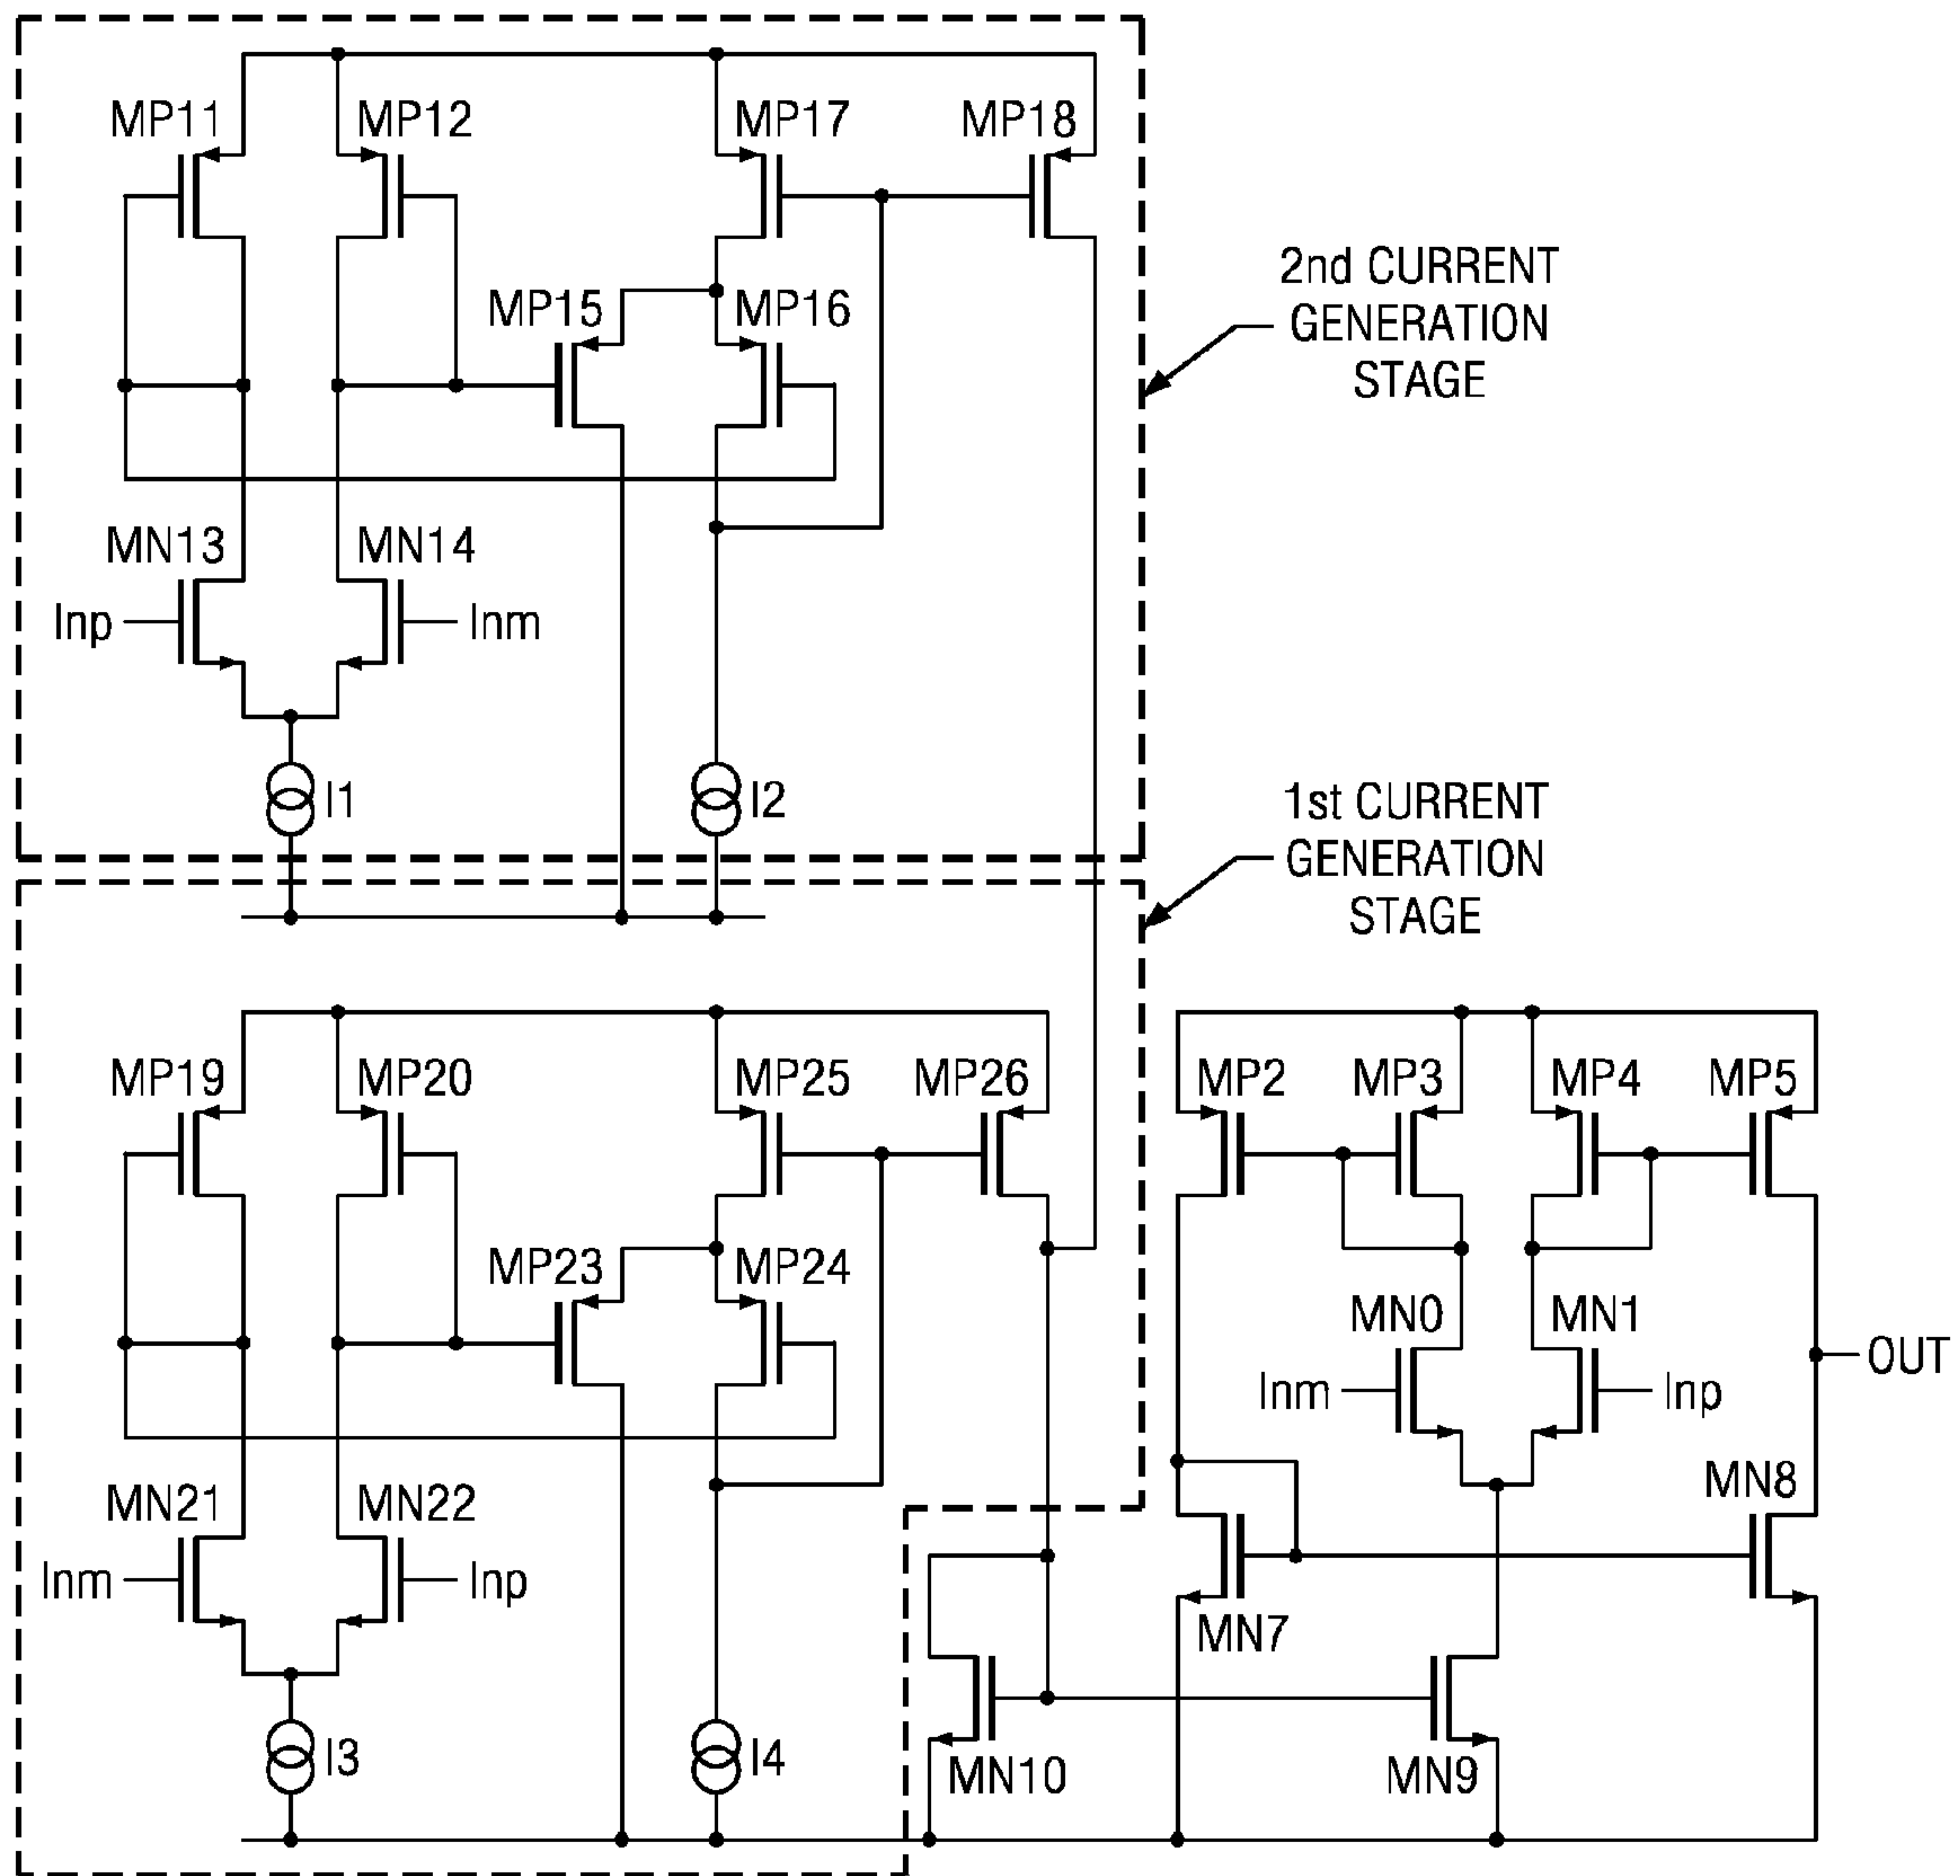 MP11
MP12
MP17
MP18
MP15
MP16
2nd CURRENT
GENERATION
STAGE
MN13
MN14
Inp
Inm
I1
I2
1st CURRENT
GENERATION
STAGE
MP19
MP20
MP25
MP26
MP2
MP3
MP4
MP5
MP23
MP24
MN0
MN1
OUT
Inm
Inp
MN21
MN22
MN8
Inm
Inp
MN7
I3
I4
MN10
MN9